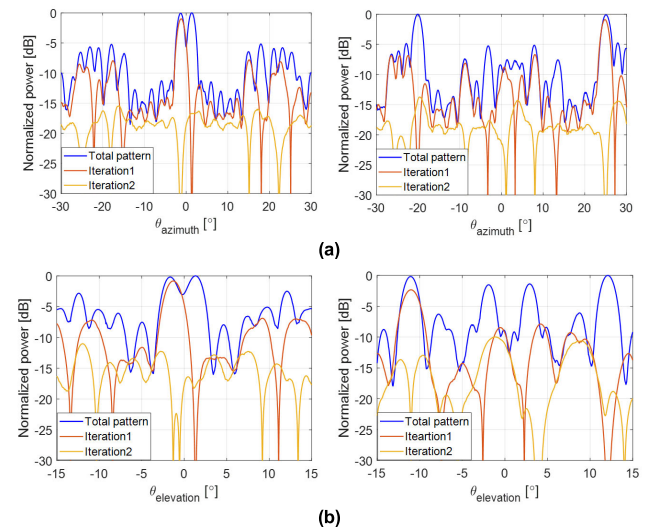 0
-5
-10
-15
-20
-25
-30
Normalized power [dB]
Total pattern
Iteration1
Iteration2
-30 -20 -10 0 10 20 30
θazimuth [°]
0
-5
-10
-15
-20
-25
-30
Normalized power [dB]
Total pattern
Iteration1
Iteration2
-30 -20 -10 0 10 20 30
θazimuth [°]
(a)
0
-5
-10
-15
-20
-25
-30
Normalized power [dB]
Total pattern
Iteration1
Iteration2
-15 -10 -5 0 5 10 15
θelevation [°]
0
-5
-10
-15
-20
-25
-30
Normalized power [dB]
Total pattern
Iteartion1
Iteration2
-15 -10 -5 0 5 10 15
θelevation [°]
(b)